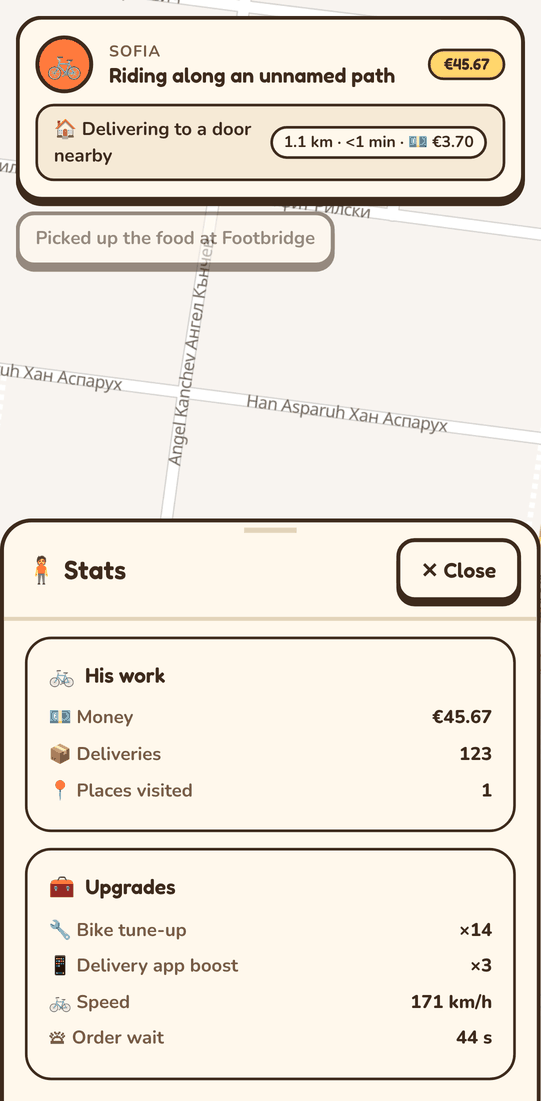 SOFIA
Riding along an unnamed path
€45.67
🏠 Delivering to a door
nearby
1.1 km · <1 min · 💶 €3.70
Picked up the food at Footbridge
Angel Kanchev Ангел Кънчев
uh Хан Аспарух
Han Asparuh Хан Аспарух
Stats
✕ Close
His work
Money €45.67
Deliveries 123
Places visited 1
Upgrades
Bike tune-up ×14
Delivery app boost ×3
Speed 171 km/h
Order wait 44 s